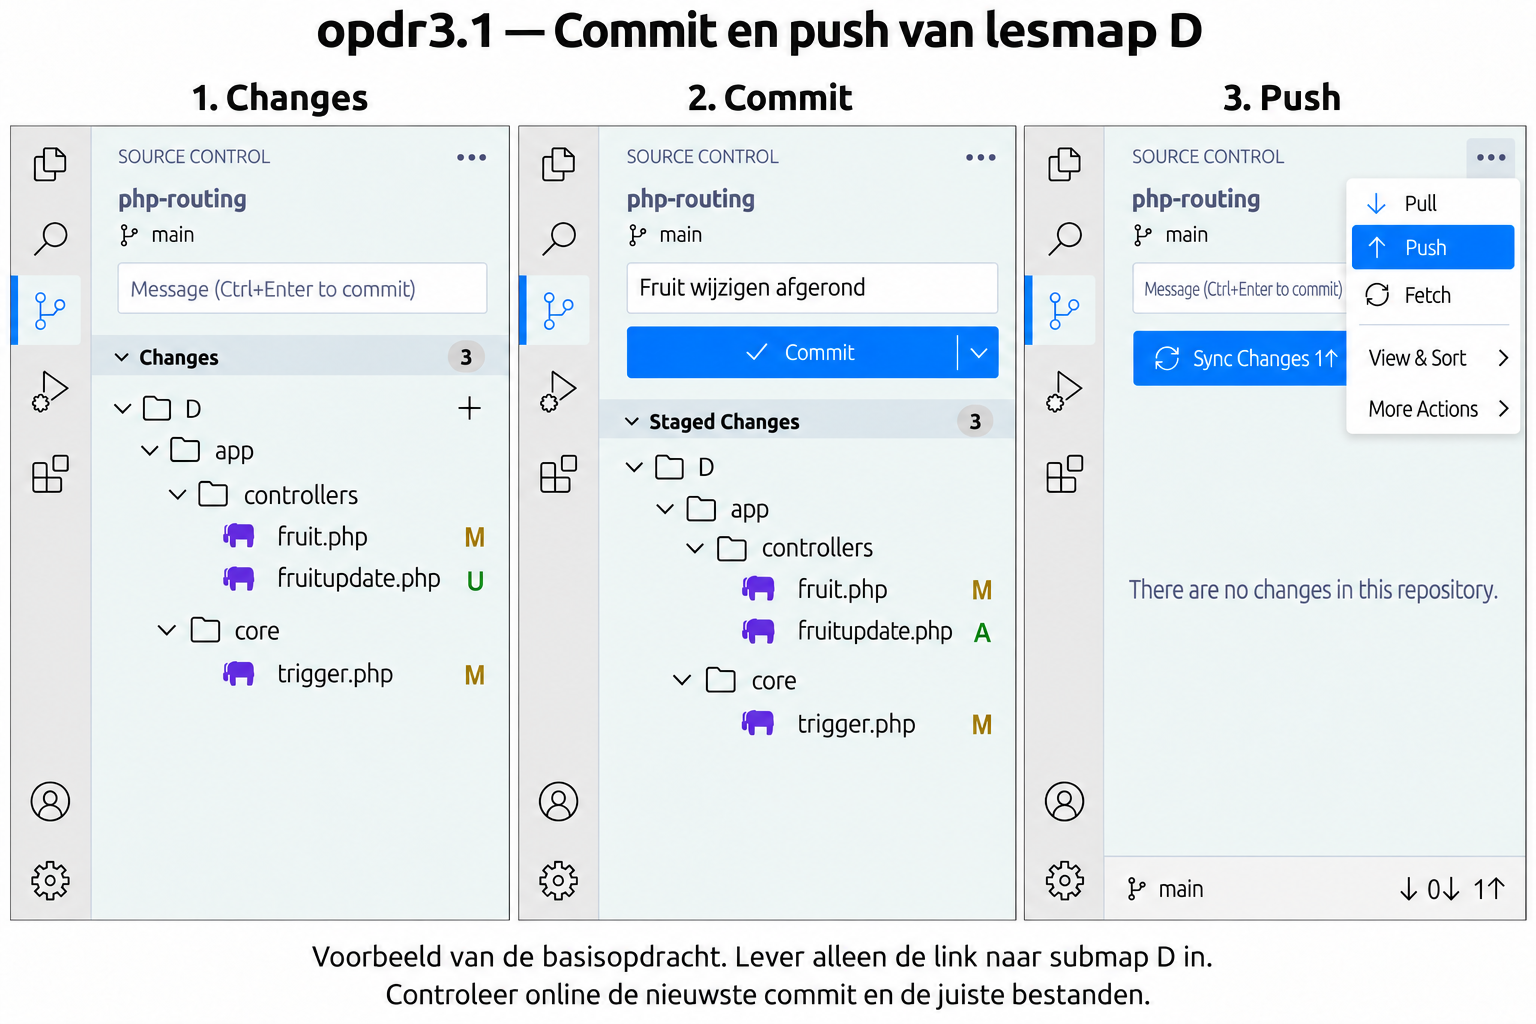 opdr3.1 — Commit en push van lesmap D
1. Changes
SOURCE CONTROL
php-routing
main
Message (Ctrl+Enter to commit)
Changes 3
D
app
controllers
fruit.php M
fruitupdate.php U
core
trigger.php M
2. Commit
SOURCE CONTROL
php-routing
main
Fruit wijzigen afgerond
Commit
Staged Changes 3
D
app
controllers
fruit.php M
fruitupdate.php A
core
trigger.php M
3. Push
SOURCE CONTROL
php-routing
main
Message (Ctrl+Enter to commit)
Sync Changes 1↑
Pull
Push
Fetch
View & Sort
More Actions
There are no changes in this repository.
main ↓ 0↓ 1↑
Voorbeeld van de basisopdracht. Lever alleen de link naar submap D in.
Controleer online de nieuwste commit en de juiste bestanden.